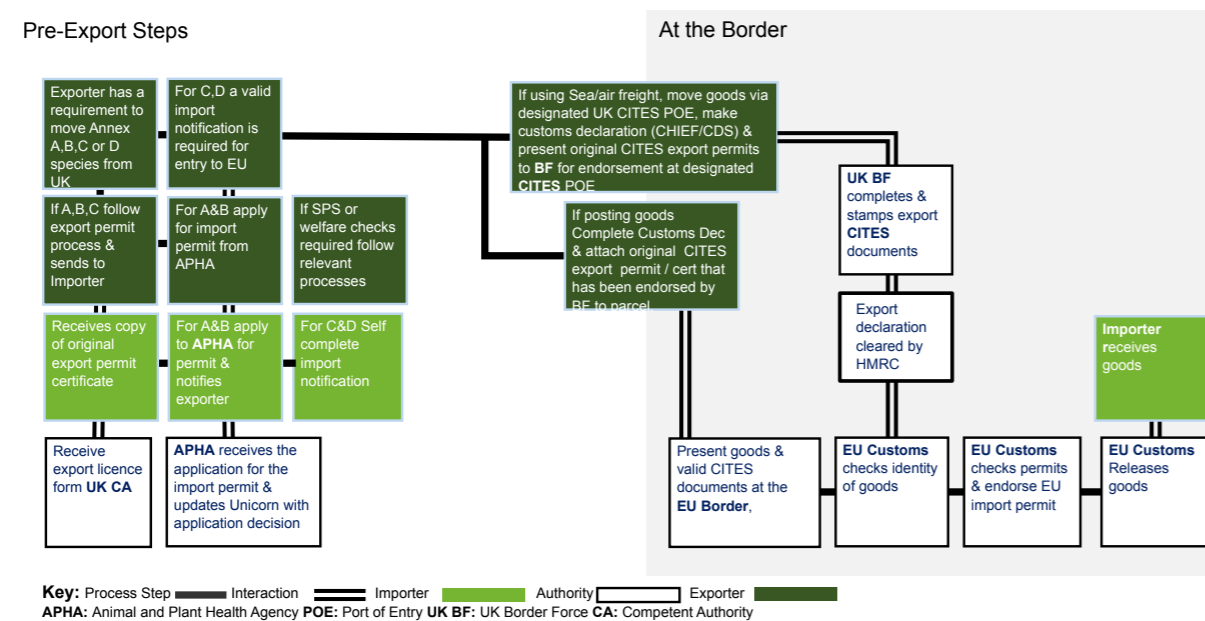 Pre-Export Steps
At the Border
Exporter has a
requirement to
move Annex
A,B,C or D
species from
UK
For C,D a valid
import
notification is
required for
entry to EU
If using Sea/air freight, move goods via
designated UK CITES POE, make
customs declaration (CHIEF/CDS) &
present original CITES export permits
to BF for endorsement at designated
CITES POE
If A,B,C follow
export permit
process &
sends to
Importer
For A&B apply
for import
permit from
APHA
If SPS or
welfare checks
required follow
relevant
processes
If posting goods
Complete Customs Dec
& attach original CITES
export permit / cert that
has been endorsed by
BF to parcel
UK BF
completes &
stamps export
CITES
documents
Receives copy
of original
export permit
certificate
For A&B apply
to APHA for
permit &
notifies
exporter
For C&D Self
complete
import
notification
Export
declaration
cleared by
HMRC
Importer
receives
goods
Receive
export licence
form UK CA
APHA receives the
application for the
import permit &
updates Unicorn with
application decision
Present goods &
valid CITES
documents at the
EU Border,
EU Customs
checks identity
of goods
EU Customs
checks permits
& endorse EU
import permit
EU Customs
Releases
goods
Key: Process Step Interaction Importer Authority Exporter
APHA: Animal and Plant Health Agency POE: Port of Entry UK BF: UK Border Force CA: Competent Authority